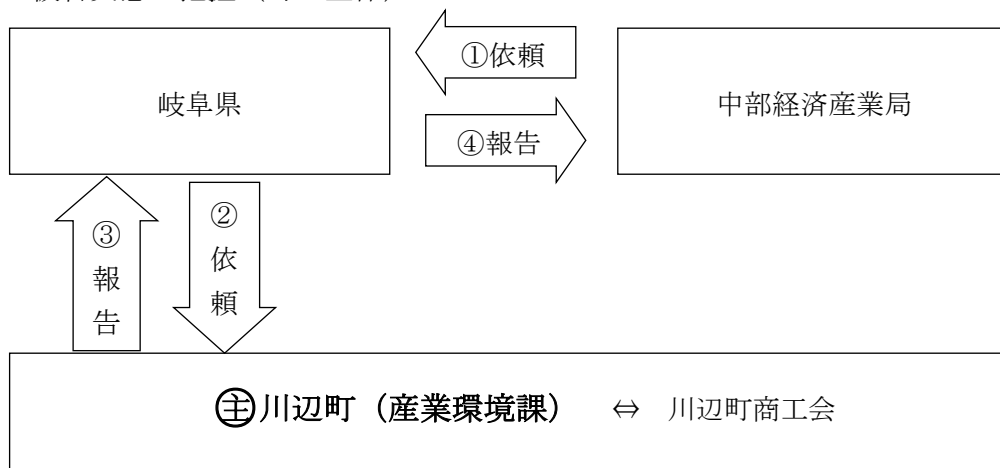 ①依頼
岐阜県
中部経済産業局
④報告
③報告
②依頼
㊤川辺町（産業環境課） ⇔ 川辺町商工会